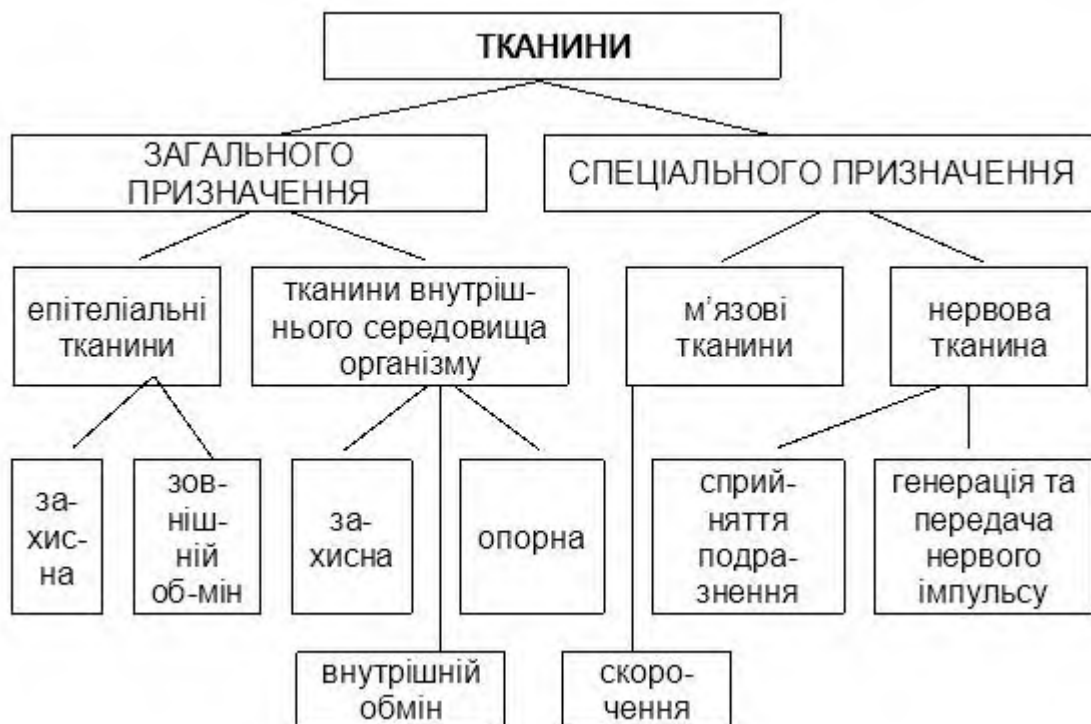 ТКАНИНИ
ЗАГАЛЬНОГО
ПРИЗНАЧЕННЯ
СПЕЦІАЛЬНОГО ПРИЗНАЧЕННЯ
епітеліальні
тканини
тканини внутріш-
нього середовища
організму
м’язові
тканини
нервова
тканина
за-
хис-
на
зов-
ніш-
ній
об-мін
за-
хисна
опорна
сприй-
няття
подра-
знення
генерація та
передача
нервого
імпульсу
внутрішній
обмін
скоро-
чення